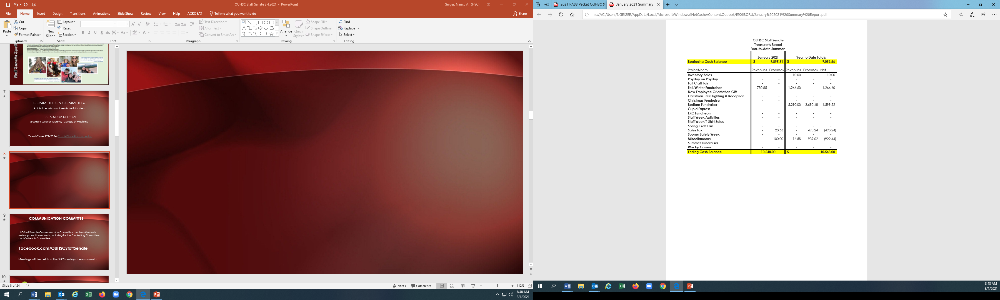 OUHSC Staff Senate 3.4.2021 - PowerPoint
Geiger, Nancy A. (HSC)
File Home Insert Design Transitions Animations Slide Show Review View Help ACROBAT Tell me what you want to do Share
Paste
Cut
Copy
Format Painter
Clipboard
New Slide
Layout
Reset
Section
Slides
B I U S abc AV Aa A
Font
Paragraph
Text Direction
Align Text
Convert to SmartArt
Arrange
Quick Styles
Shape Fill
Shape Outline
Shape Effects
Drawing
Find
Replace
Select
Editing
7
COMMITTEE ON COMMITTEES
At this time, all committees have full rosters.
SENATOR REPORT
2 current Senator vacancy- College of Medicine
Carol Clure 271-2054 Carol-Clure@ouhsc.edu
8
9
COMMUNICATION COMMITTEE
HSC Staff Senate Communication Committee met to collectively
review promotion requests, including for the Fundraising Committee
and Outreach Committee.
Facebook.com/OUHSCStaffSenate
Meetings will be held on the 3rd Thursday of each month.
10
Slide 8 of 24
Notes Comments 112%
8:48 AM
3/1/2021
2021 RASS Packet OUHSC (
January 2021 Summary
file:///C:/Users/NGEIGER/AppData/Local/Microsoft/Windows/INetCache/Content.Outlook/E906BQRU/January%202021%20Summary%20Report.pdf
OUHSC Staff Senate
Treasurer's Report
Year-to-date Summary
January 2021 Year to Date Totals
Beginning Cash Balance $ 9,895.81 $ 9,092.56
Project/Item Revenues Expenses Revenues Expenses Net
Inventory Sales - - 10.00 - 10.00
Payday on Payday - - - - -
Fall Craft Fair - - - - -
Fall/Winter Fundraiser 780.85 - 1,266.60 - 1,266.60
New Employee Orientation Gift - - - - -
Christmas Tree Lighting & Reception - - - - -
Christmas Fundraiser - - - - -
Bedlam Fundraiser 5,290.00 3,690.48 1,599.52
Cupid Express - - - - -
ERC Luncheon - - - - -
Staff Week Activities - - - - -
Staff Week T-Shirt Sales - - - - -
Spring Craft Fair - - - - -
Sales Tax - 28.66 - 498.24 (498.24)
Sooner Safety Week - - - - -
Miscellaneous - 100.00 16.58 939.02 (922.44)
Summer Fundraiser - - - - -
Wacky Games - - - - -
Ending Cash Balance 10,548.00 $ 10,548.00
8:48 AM
3/1/2021